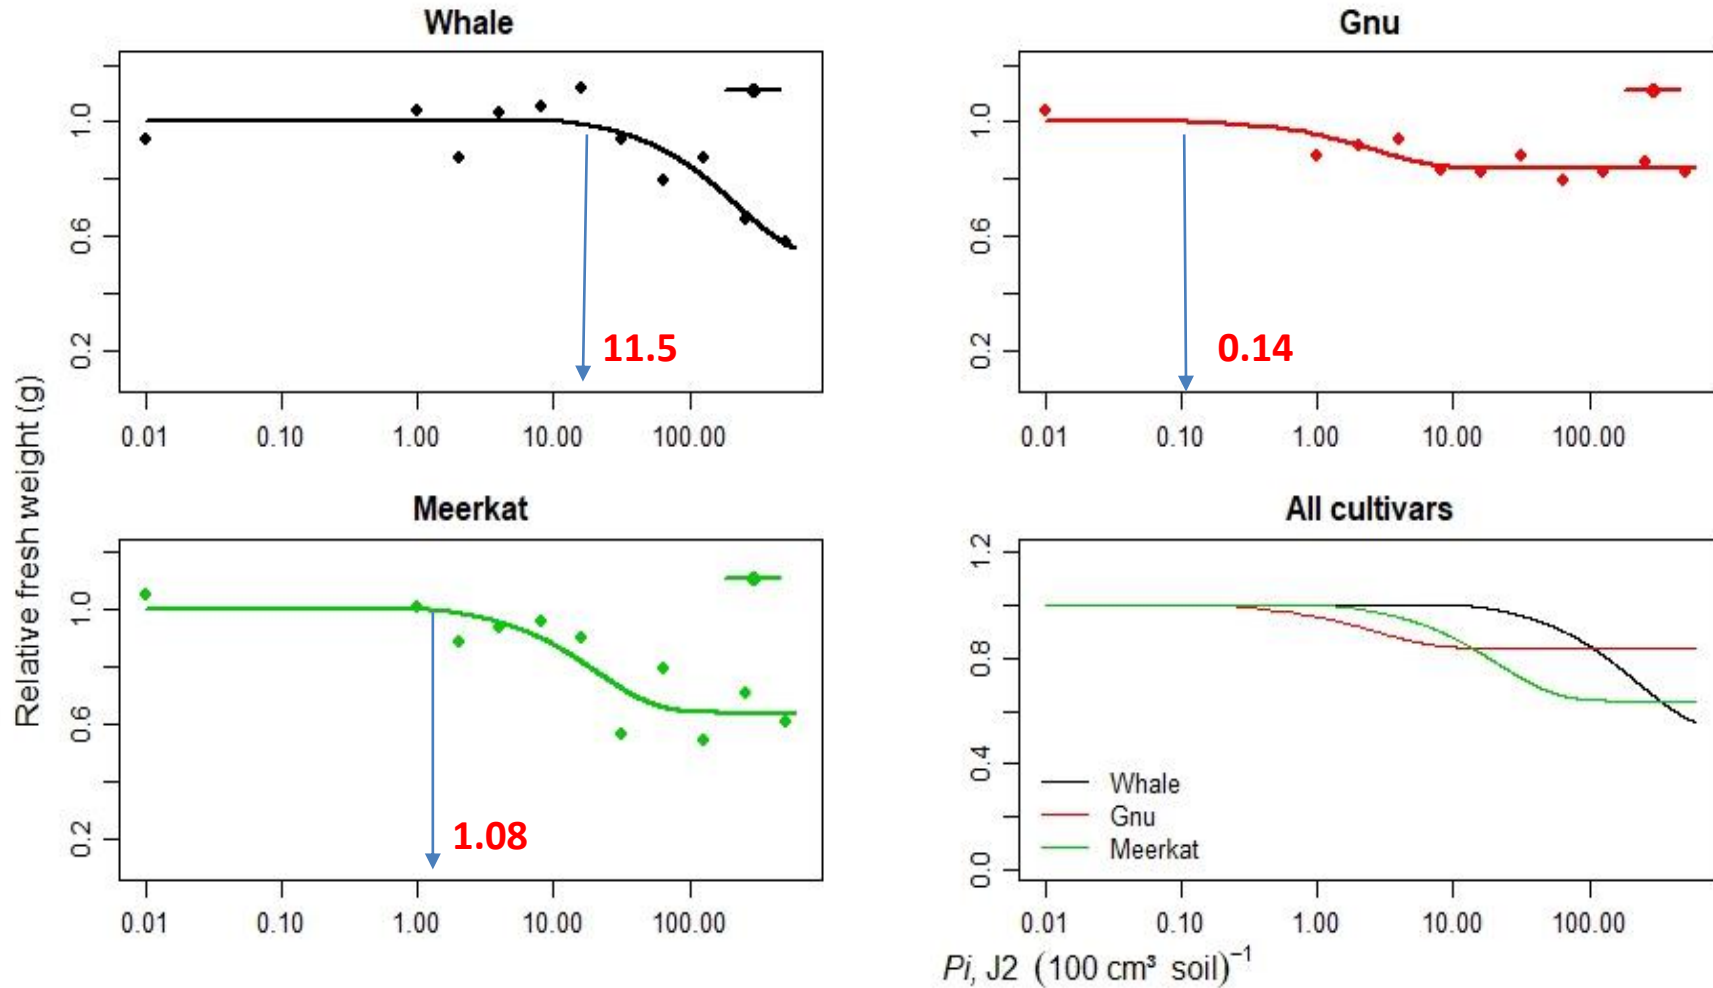 Whale
1.0
0.6
0.2
11.5
0.01 0.10 1.00 10.00 100.00
Gnu
1.0
0.6
0.2
0.14
0.01 0.10 1.00 10.00 100.00
Relative fresh weight (g)
Meerkat
1.0
0.6
0.2
1.08
0.01 0.10 1.00 10.00 100.00
All cultivars
1.2
0.8
0.4
0.0
Whale
Gnu
Meerkat
0.01 0.10 1.00 10.00 100.00
Pi, J2 (100 cm³ soil)⁻¹